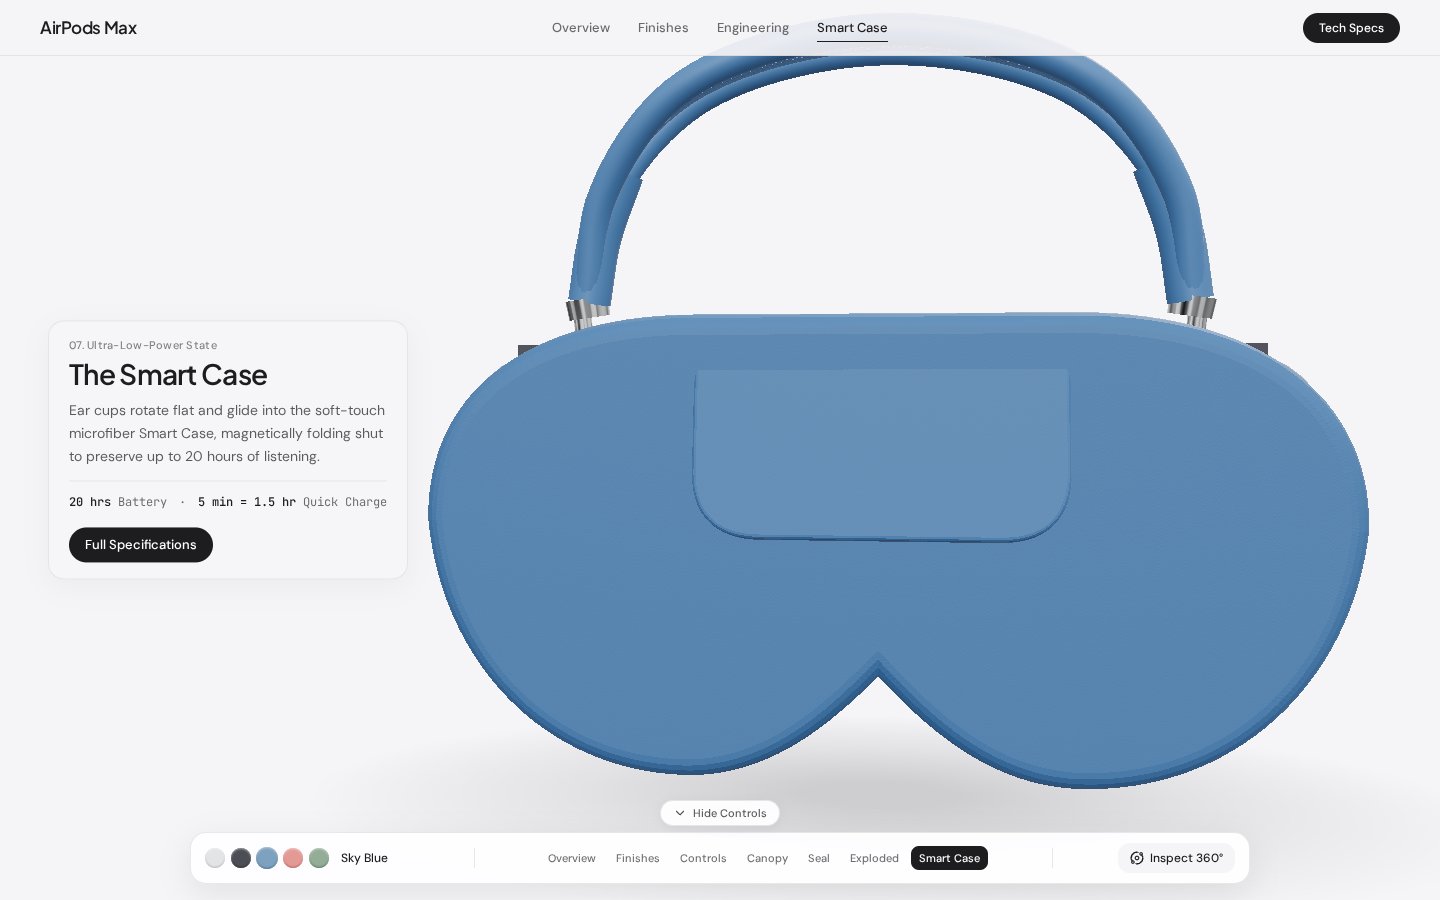 AirPods Max
Overview
Finishes
Engineering
Smart Case
Tech Specs
07. Ultra-Low-Power State
The Smart Case
Ear cups rotate flat and glide into the soft-touch
microfiber Smart Case, magnetically folding shut
to preserve up to 20 hours of listening.
20 hrs Battery · 5 min = 1.5 hr Quick Charge
Full Specifications
Hide Controls
Sky Blue
Overview
Finishes
Controls
Canopy
Seal
Exploded
Smart Case
Inspect 360°